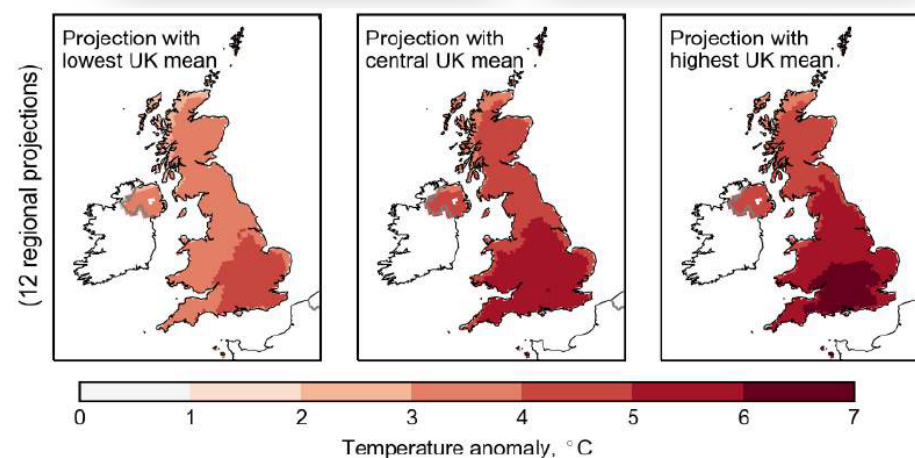 Projection with
lowest UK mean
Projection with
central UK mean
Projection with
highest UK mean
(12 regional projections)
0 1 2 3 4 5 6 7
Temperature anomaly, °C